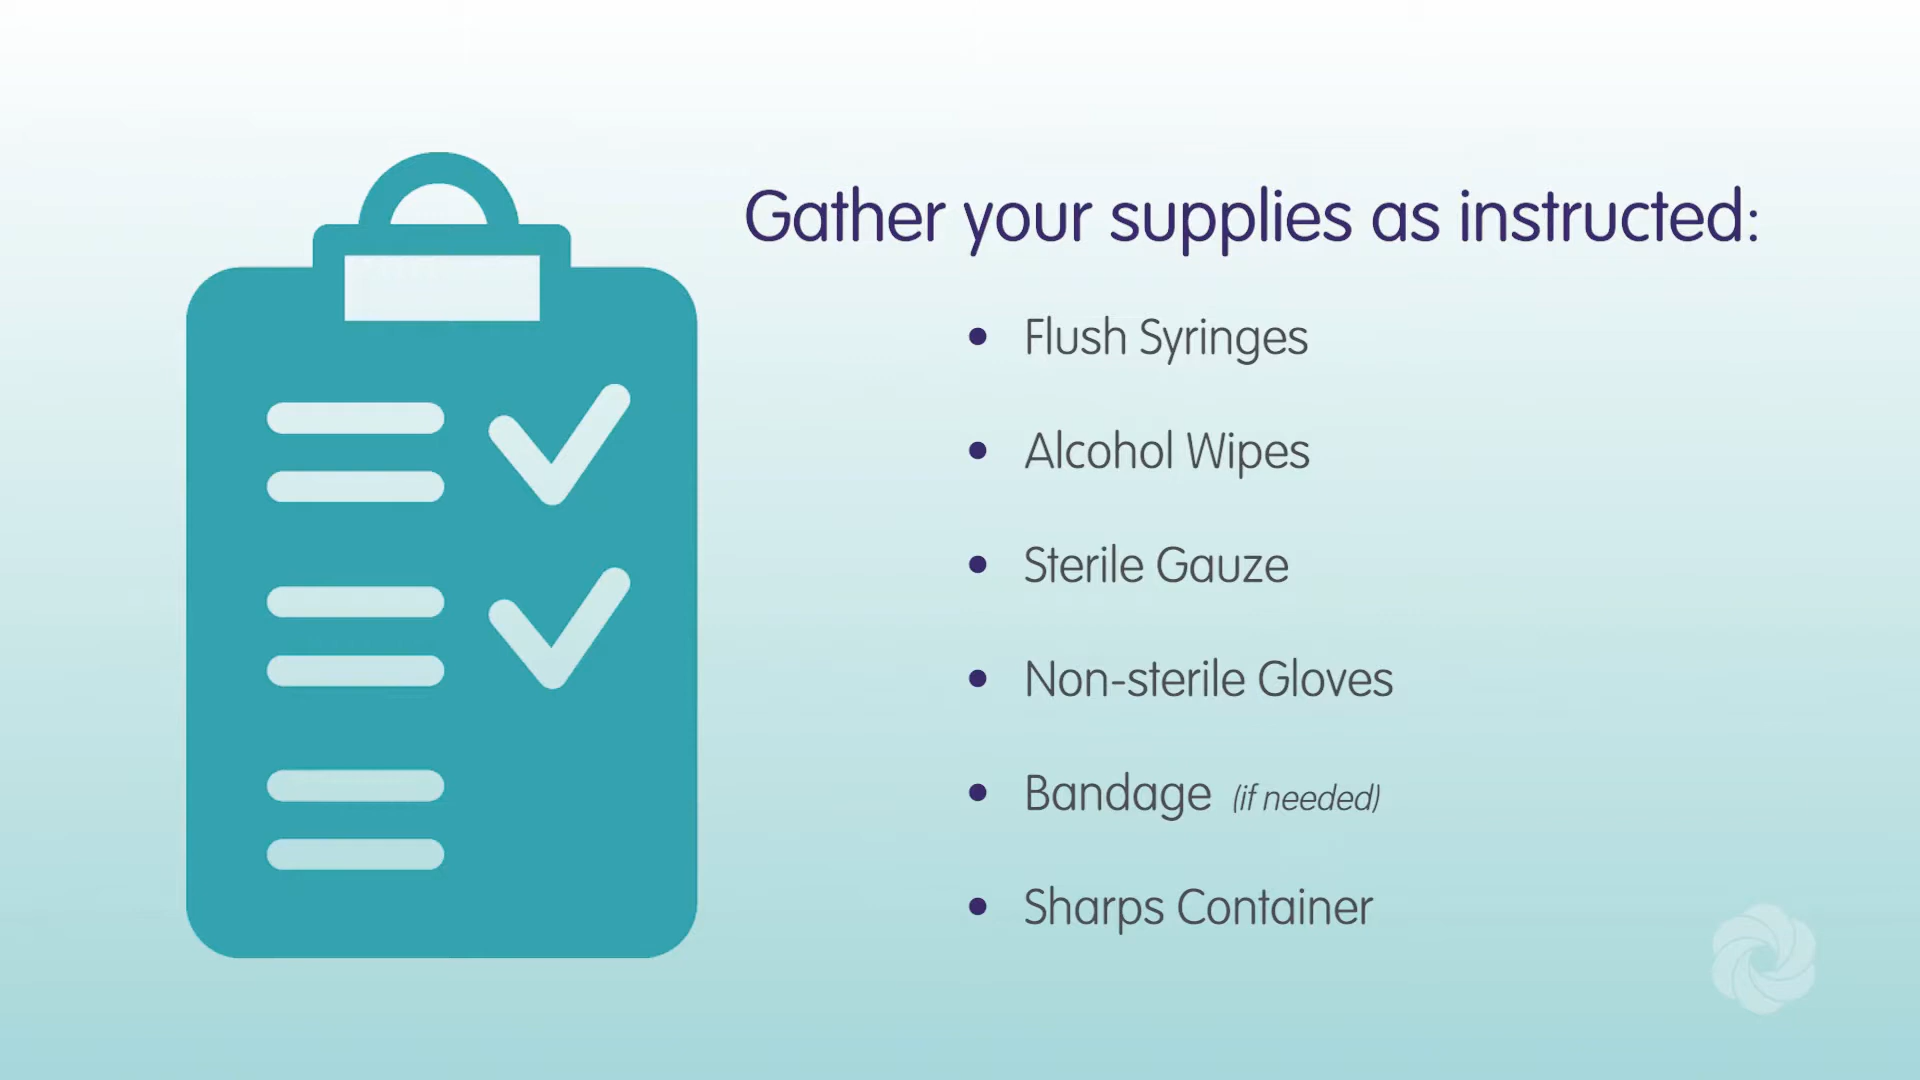 Gather your supplies as instructed:
• Flush Syringes
• Alcohol Wipes
• Sterile Gauze
• Non-sterile Gloves
• Bandage (if needed)
• Sharps Container